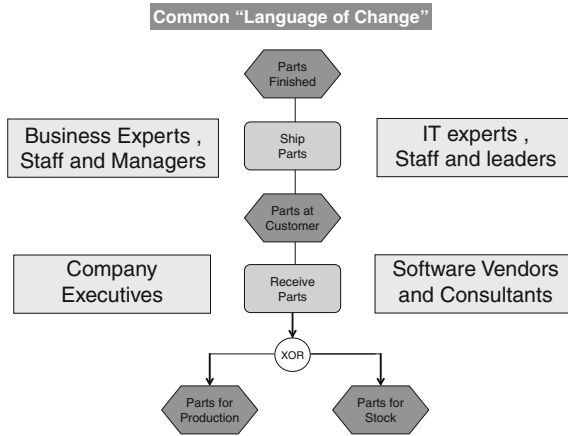 Common “Language of Change”
Parts
Finished
Business Experts ,
Staff and Managers
Ship
Parts
IT experts ,
Staff and leaders
Parts at
Customer
Company
Executives
Receive
Parts
Software Vendors
and Consultants
XOR
Parts for
Production
Parts for
Stock